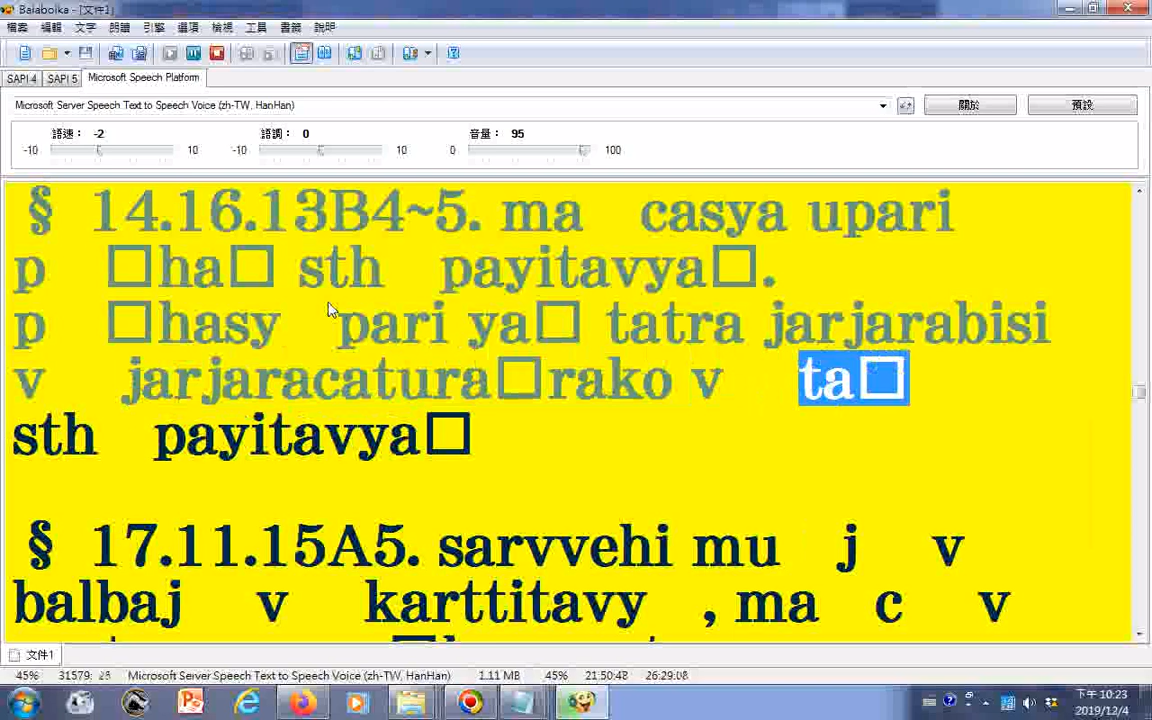 Balabolka - [文件1]
檔案 編輯 文字 朗讀 引擎 選項 檢視 工具 書籤 說明
SAPI 4 SAPI 5 Microsoft Speech Platform
Microsoft Server Speech Text to Speech Voice (zh-TW, HanHan) 關於 預設
語速： -2 語調： 0 音量： 95
-10 10 -10 10 0 100
§ 14.16.13B4~5. ma casya upari
p □ha□ sth payitavya□.
p □hasy pari ya□ tatra jarjarabisi
v jarjaracatura□rako v ta□
sth payitavya□
§ 17.11.15A5. sarvvehi mu j v
balbaj v karttitavy , ma c v
文件1
45% Microsoft Server Speech Text to Speech Voice (zh-TW, HanHan) 1.11 MB 45% 21:50:48 26:29:08
下午 10:23
2019/12/4